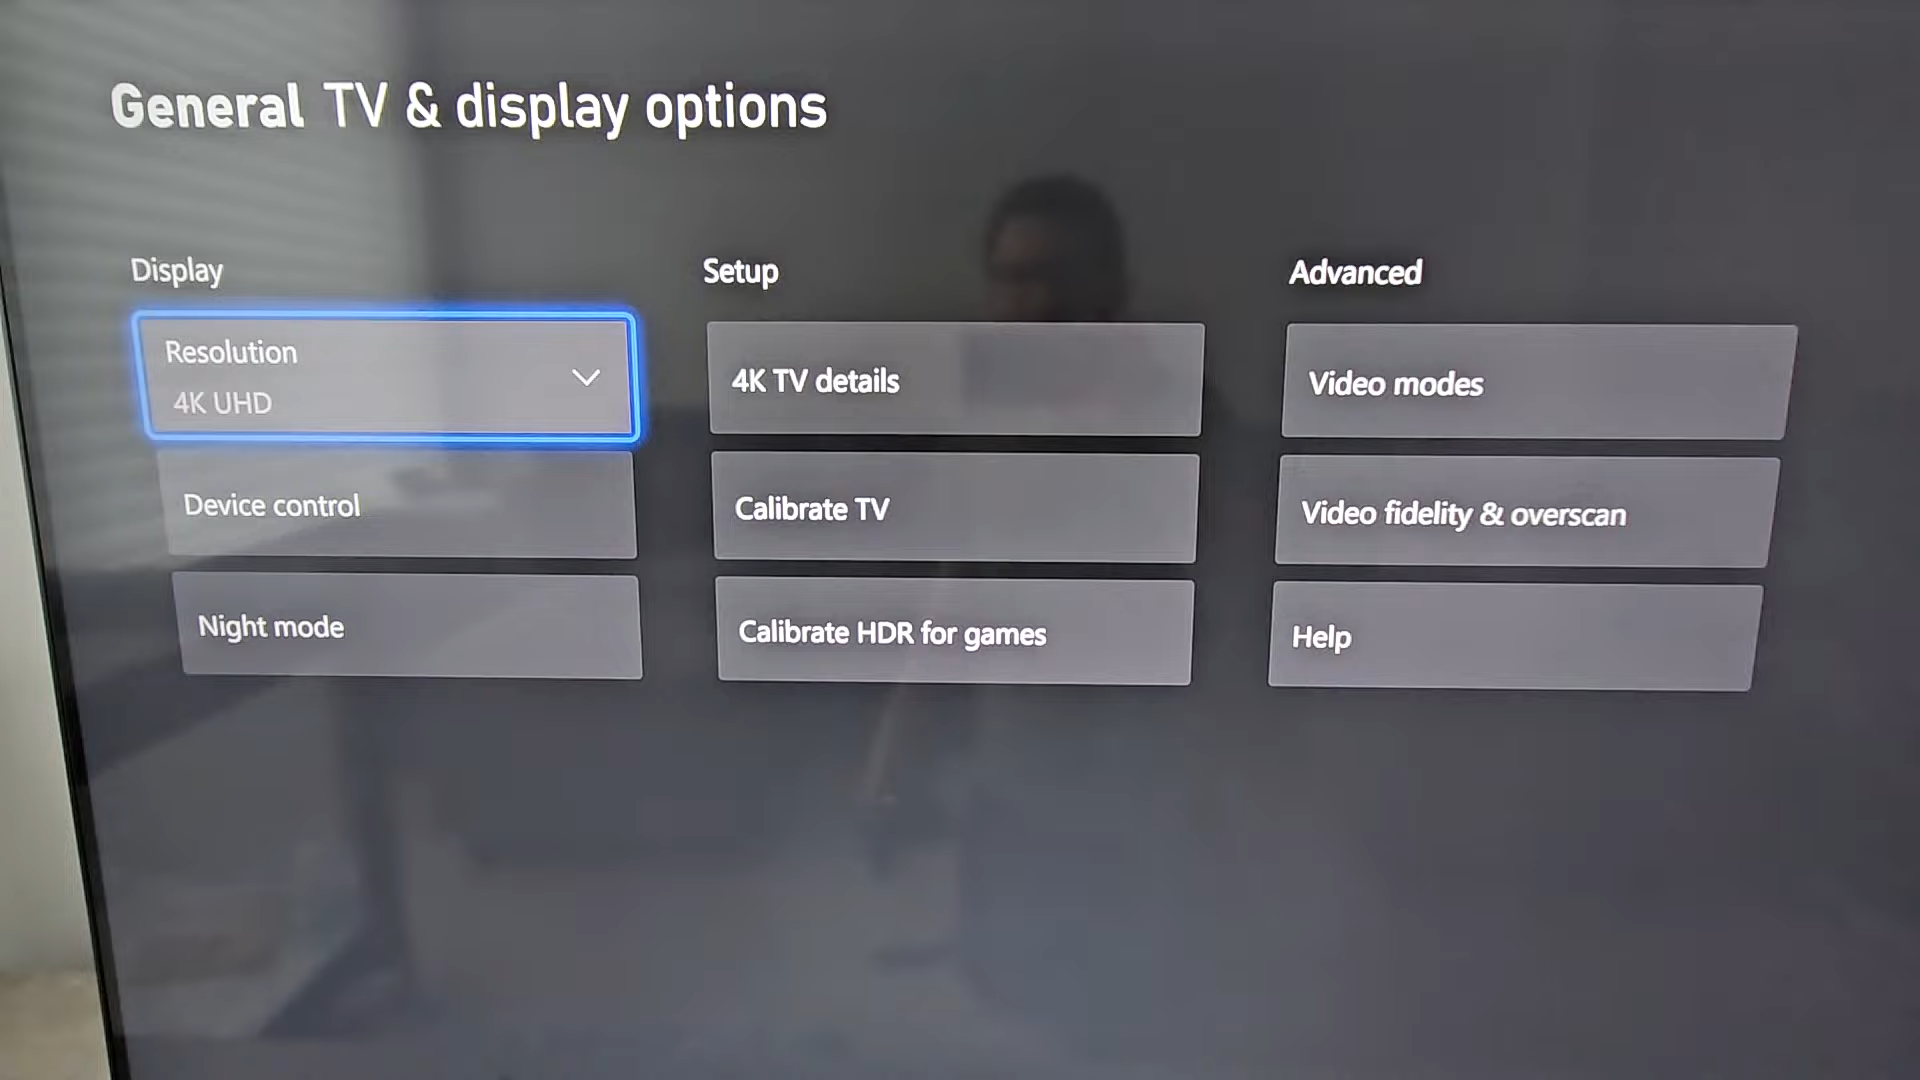 General TV & display options
Display
Resolution
4K UHD
Device control
Night mode
Setup
4K TV details
Calibrate TV
Calibrate HDR for games
Advanced
Video modes
Video fidelity & overscan
Help